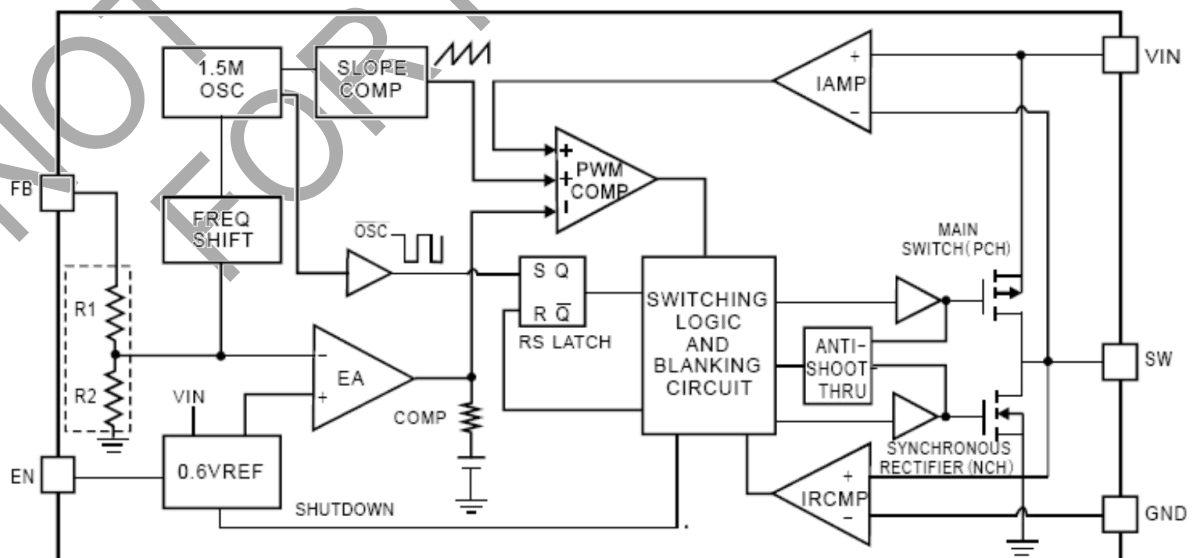 NOT
FOR
1.5M
OSC
SLOPE
COMP
+
IAMP
−
VIN
FB
FREQ
SHIFT
+
+
−
PWM
COMP
OSC
MAIN
SWITCH(PCH)
S Q
R Q
RS LATCH
SWITCHING
LOGIC
AND
BLANKING
CIRCUIT
ANTI-
SHOOT-
THRU
SW
R1
R2
−
EA
+
VIN
COMP
EN
0.6VREF
SHUTDOWN
SYNCHRONOUS
RECTIFIER(NCH)
+
IRCMP
−
GND